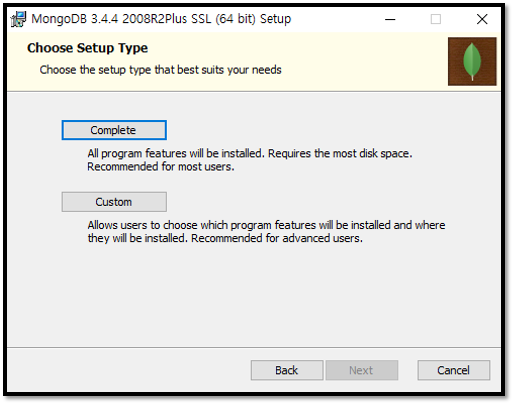 MongoDB 3.4.4 2008R2Plus SSL (64 bit) Setup
Choose Setup Type
Choose the setup type that best suits your needs
Complete
All program features will be installed. Requires the most disk space.
Recommended for most users.
Custom
Allows users to choose which program features will be installed and where
they will be installed. Recommended for advanced users.
Back
Next
Cancel